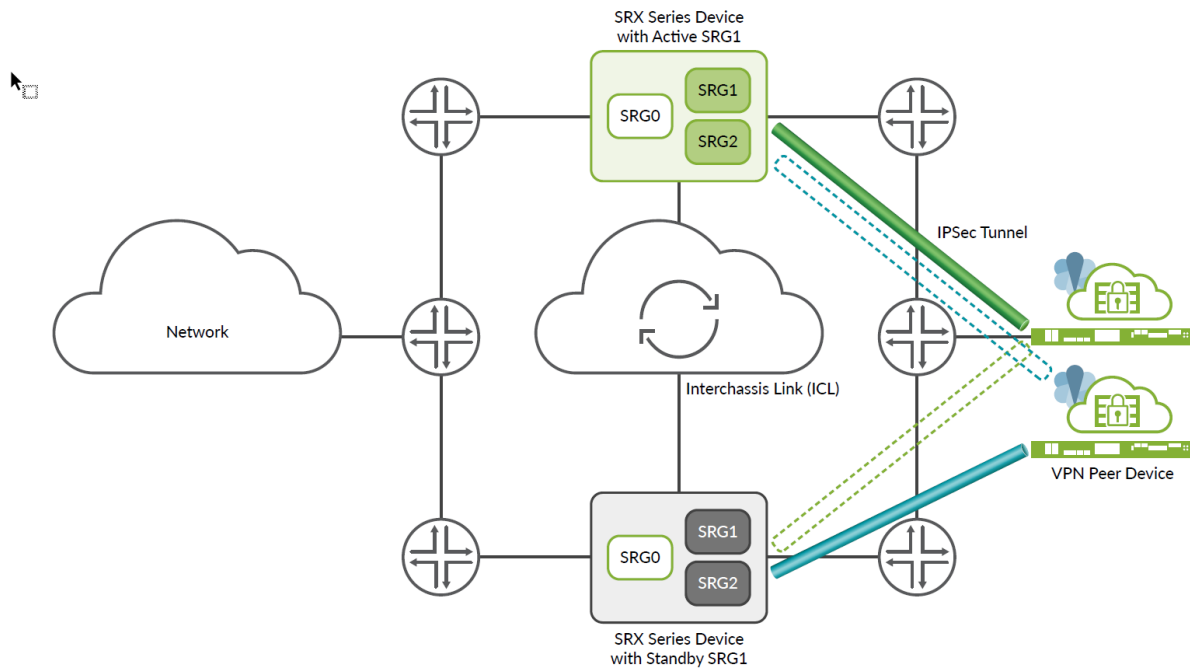 SRX Series Device
with Active SRG1
SRG0
SRG1
SRG2
IPSec Tunnel
Network
Interchassis Link (ICL)
VPN Peer Device
SRG0
SRG1
SRG2
SRX Series Device
with Standby SRG1